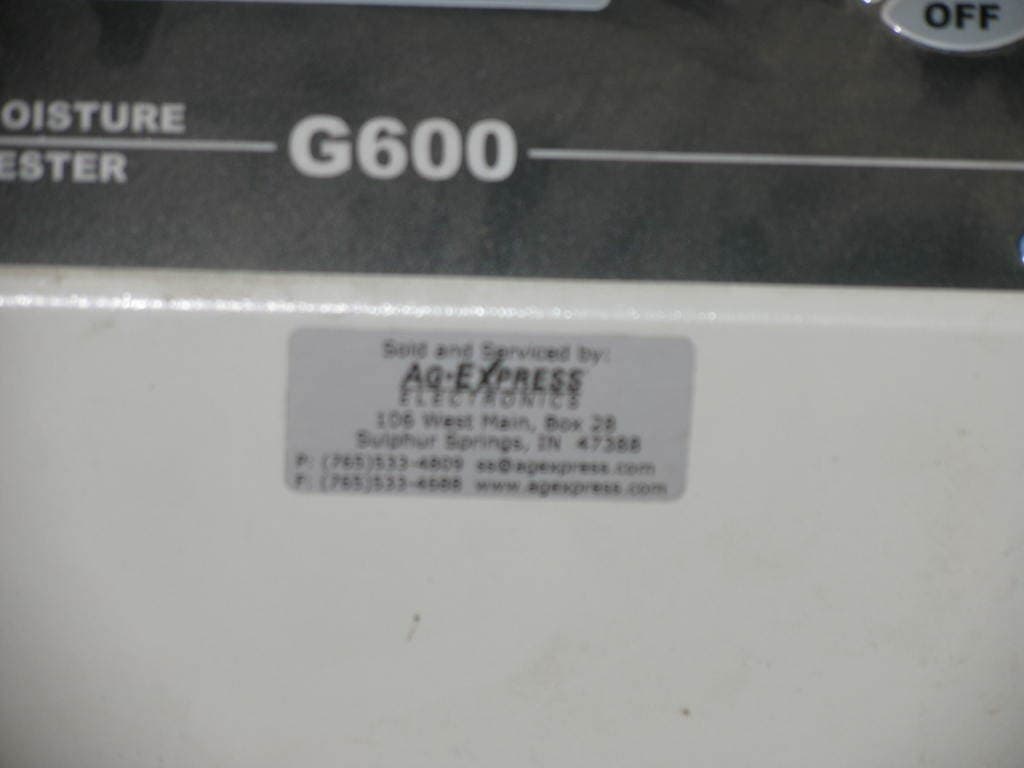 OFF
OISTURE
G600
ESTER
Sold and Serviced by:
AG·EXPRESS
ELECTRONICS
106 West Main, Box 28
Sulphur Springs, IN 47388
P: (765)533-4809 ss@agexpress.com
F: (765)533-4688 www.agexpress.com